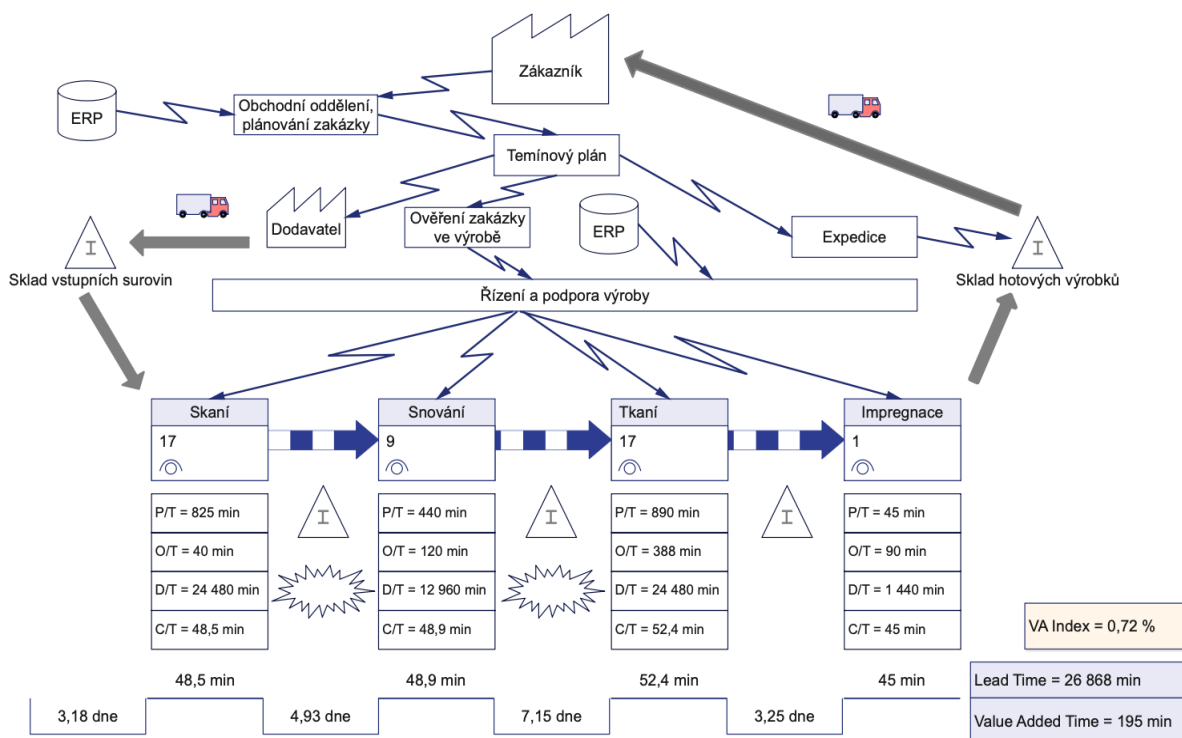 Zákazník
ERP
Obchodní oddělení,
plánování zakázky
Temínový plán
Dodavatel
Ověření zakázky
ve výrobě
ERP
Expedice
I
Sklad vstupních surovin
I
Sklad hotových výrobků
Řízení a podpora výroby
Skaní
17
Snování
9
Tkaní
17
Impregnace
1
I
I
I
P/T = 825 min
O/T = 40 min
D/T = 24 480 min
C/T = 48,5 min
P/T = 440 min
O/T = 120 min
D/T = 12 960 min
C/T = 48,9 min
P/T = 890 min
O/T = 388 min
D/T = 24 480 min
C/T = 52,4 min
P/T = 45 min
O/T = 90 min
D/T = 1 440 min
C/T = 45 min
VA Index = 0,72 %
48,5 min
48,9 min
52,4 min
45 min
Lead Time = 26 868 min
3,18 dne
4,93 dne
7,15 dne
3,25 dne
Value Added Time = 195 min